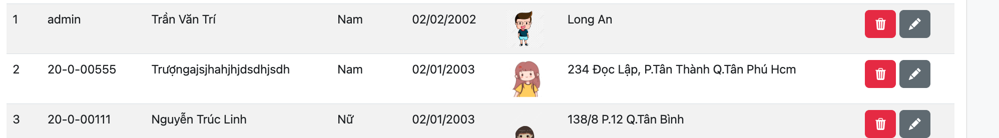 1 admin Trần Văn Trí Nam 02/02/2002 Long An
2 20-0-00555 Trượngajsjhahjhjdsdhjsdh Nam 02/01/2003 234 Đọc Lập, P.Tân Thành Q.Tân Phú Hcm
3 20-0-00111 Nguyễn Trúc Linh Nữ 02/01/2003 138/8 P.12 Q.Tân Bình